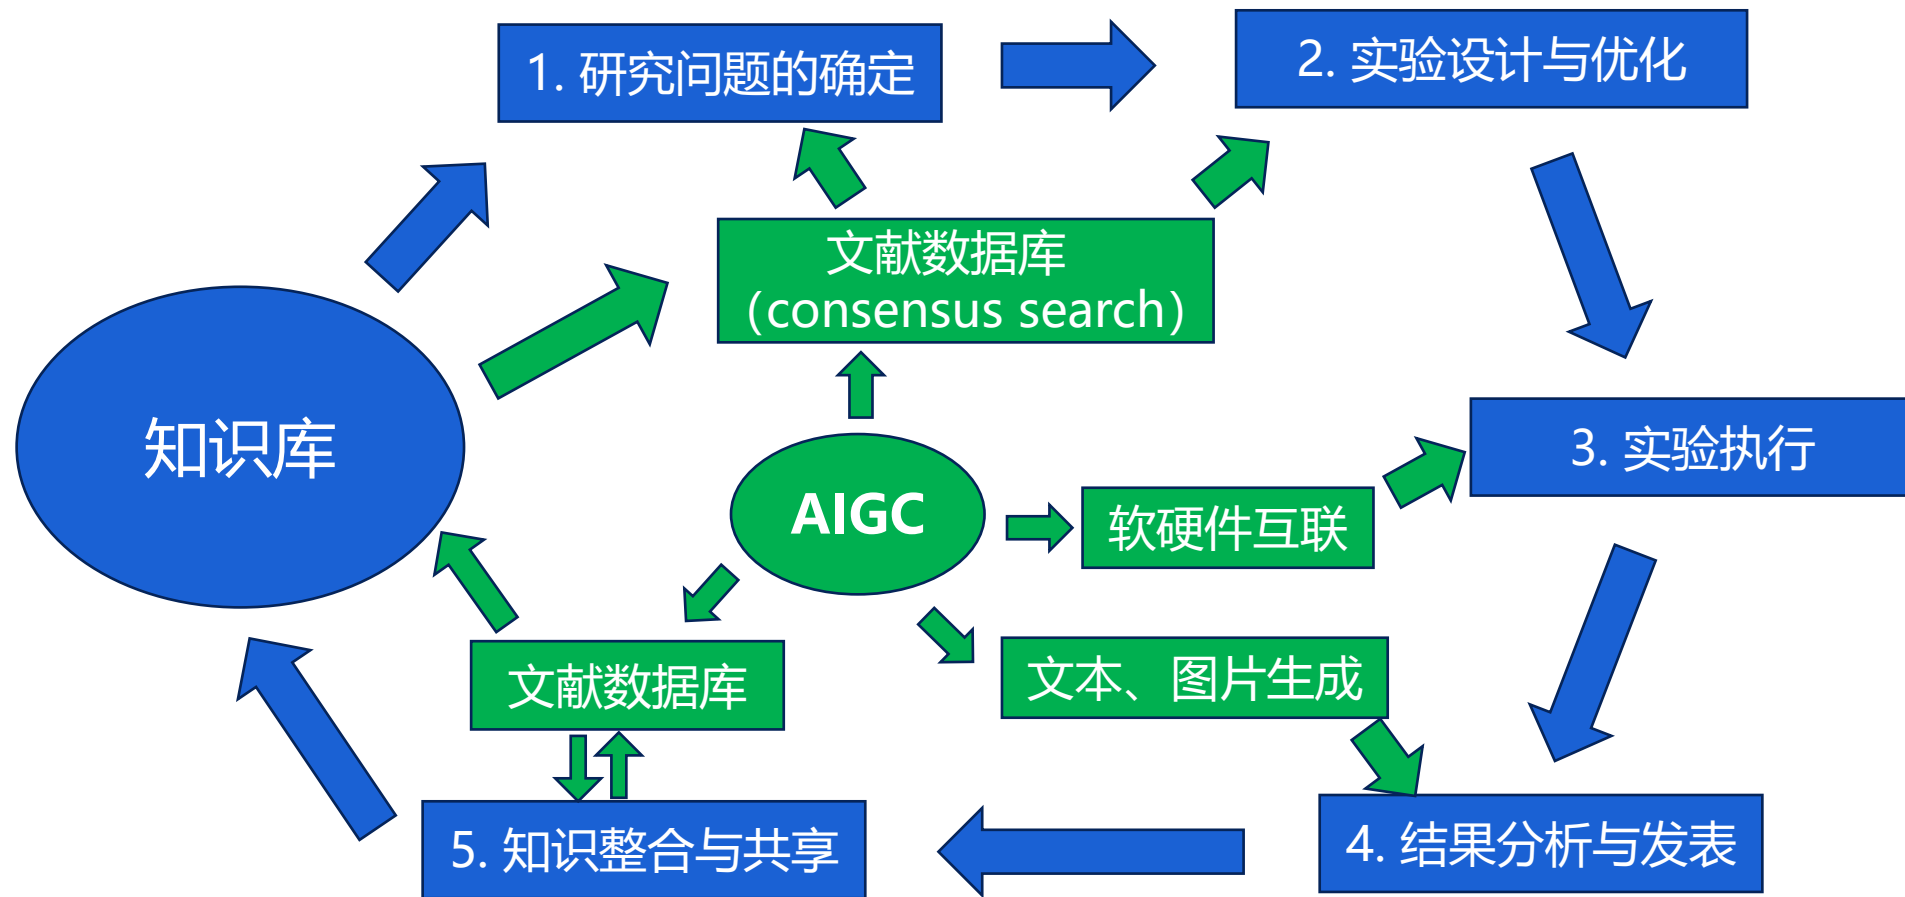 1. 研究问题的确定
2. 实验设计与优化
文献数据库
（consensus search）
知识库
3. 实验执行
AIGC
软硬件互联
文献数据库
文本、图片生成
5. 知识整合与共享
4. 结果分析与发表